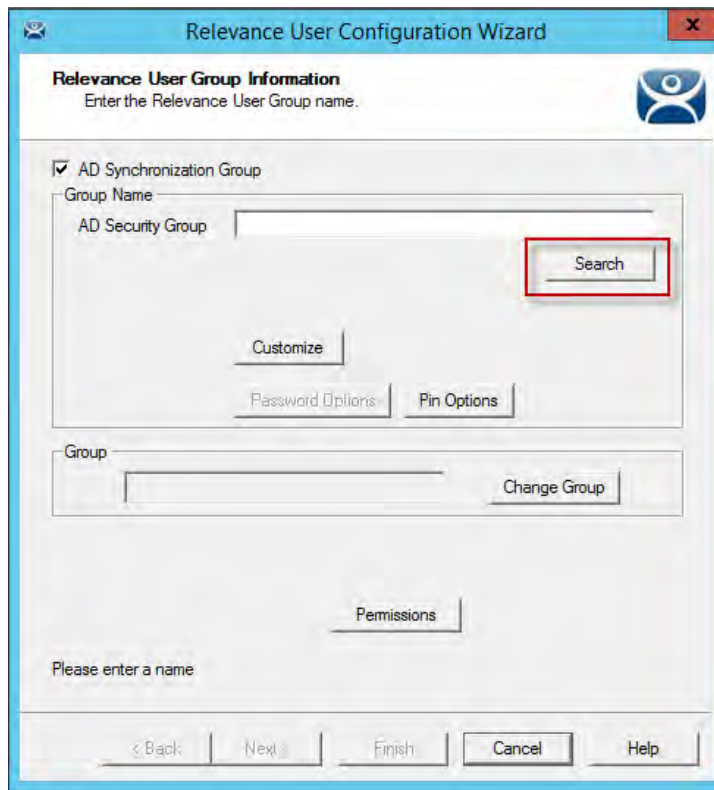 Relevance User Configuration Wizard
x
Relevance User Group Information
Enter the Relevance User Group name.
AD Synchronization Group
Group Name
AD Security Group
Search
Customize
Password Options
Pin Options
Group
Change Group
Permissions
Please enter a name
< Back
Next >
Finish
Cancel
Help